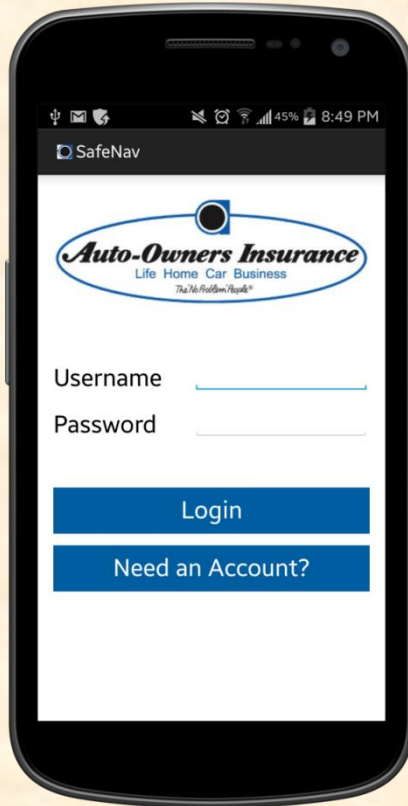 45% 8:49 PM
SafeNav
Auto-Owners Insurance
Life Home Car Business
The "No Problem" People®
Username
Password
Login
Need an Account?